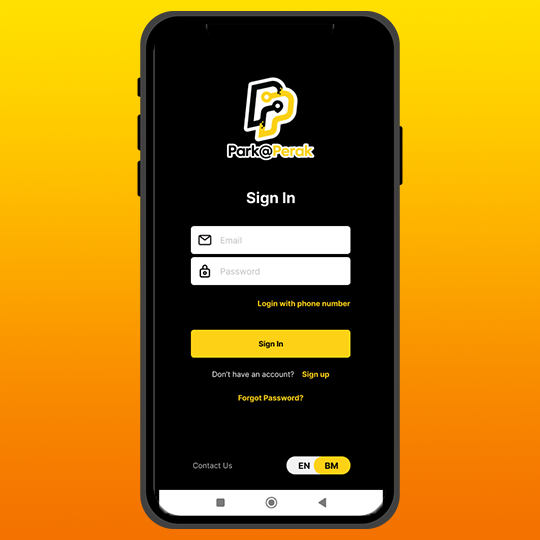 Park@Perak
Sign In
Email
Password
Login with phone number
Sign In
Don't have an account? Sign up
Forgot Password?
Contact Us
EN BM